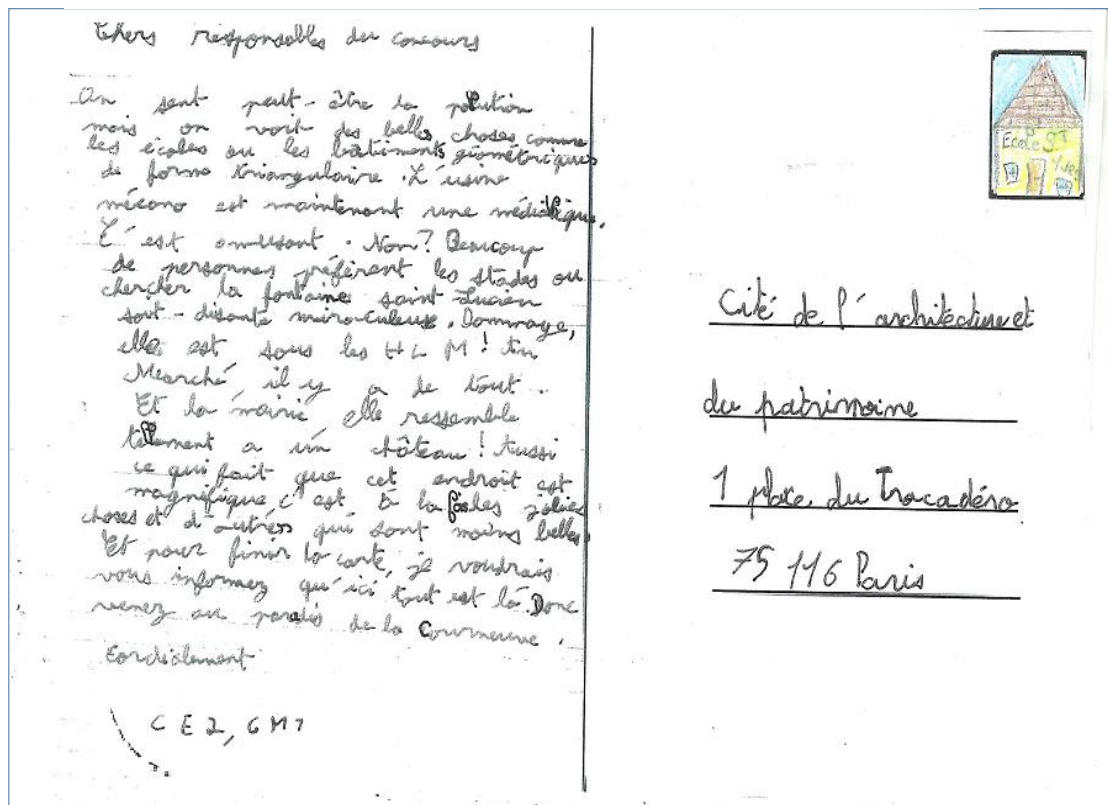 Chers responsables du concours
On sent peut-être la pollution
mais on voit des belles choses comme
les écoles ou les bâtiments géométriques
de forme triangulaire. L'usine
mécano est maintenant une
C'est amusant. Non? Beaucoup
de personnes préfèrent les stades ou
chercher la fontaine saint-Lucien
soit-disante miraculeuse. Dommage,
elle est sous les HLM! Au
Marché, il y a de tout.
Et la mairie, elle ressemble
tellement a un château! Aussi
ce qui fait que cet endroit est
magnifique c'est à la fois les jolies
choses et d'autres qui sont moins belles.
Et pour finir la carte, je voudrais
vous informez qu'ici tout est là. Donc
venez au paradis de la Courneuve.
Cordialement
CE2, CM1
Ecole ST
Yves
Cité de l'architecture et
du patrimoine
1 place du Trocadéro
75 116 Paris